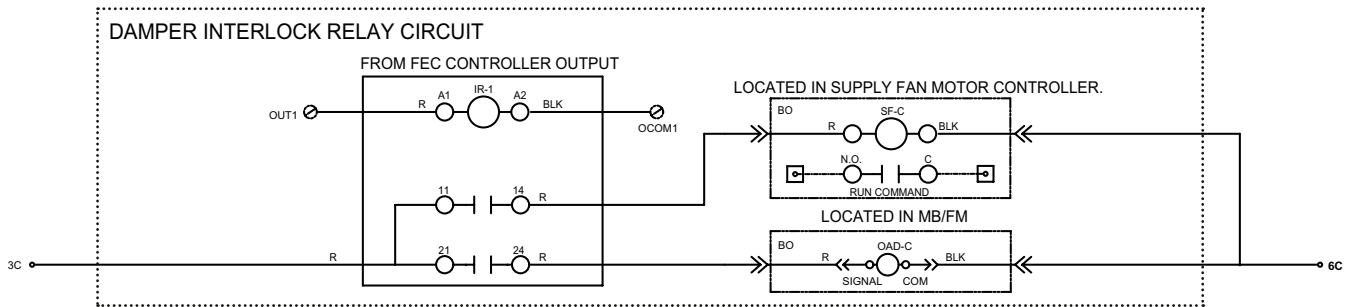 DAMPER INTERLOCK RELAY CIRCUIT
FROM FEC CONTROLLER OUTPUT
LOCATED IN SUPPLY FAN MOTOR CONTROLLER.
OUT1
R
A1
IR-1
A2
BLK
OCOM1
BO
R
SF-C
BLK
N.O.
C
RUN COMMAND
11
14
R
LOCATED IN MB/FM
3C
R
21
24
R
BO
R
OAD-C
BLK
SIGNAL
COM
6C